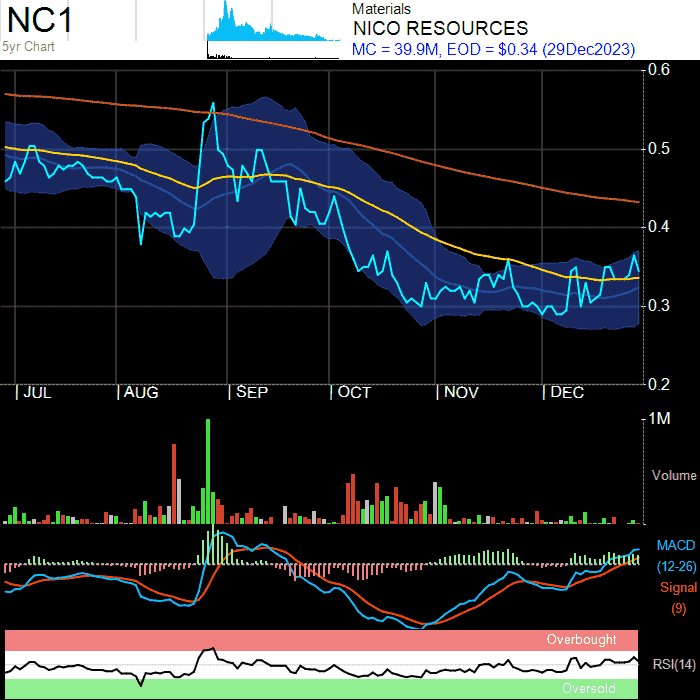 NC1
5yr Chart
Materials
NICO RESOURCES
MC = 39.9M, EOD = $0.34 (29Dec2023)
0.6
0.5
0.4
0.3
0.2
JUL AUG SEP OCT NOV DEC
1M
Volume
MACD
(12-26)
Signal
(9)
Overbought
RSI(14)
Oversold